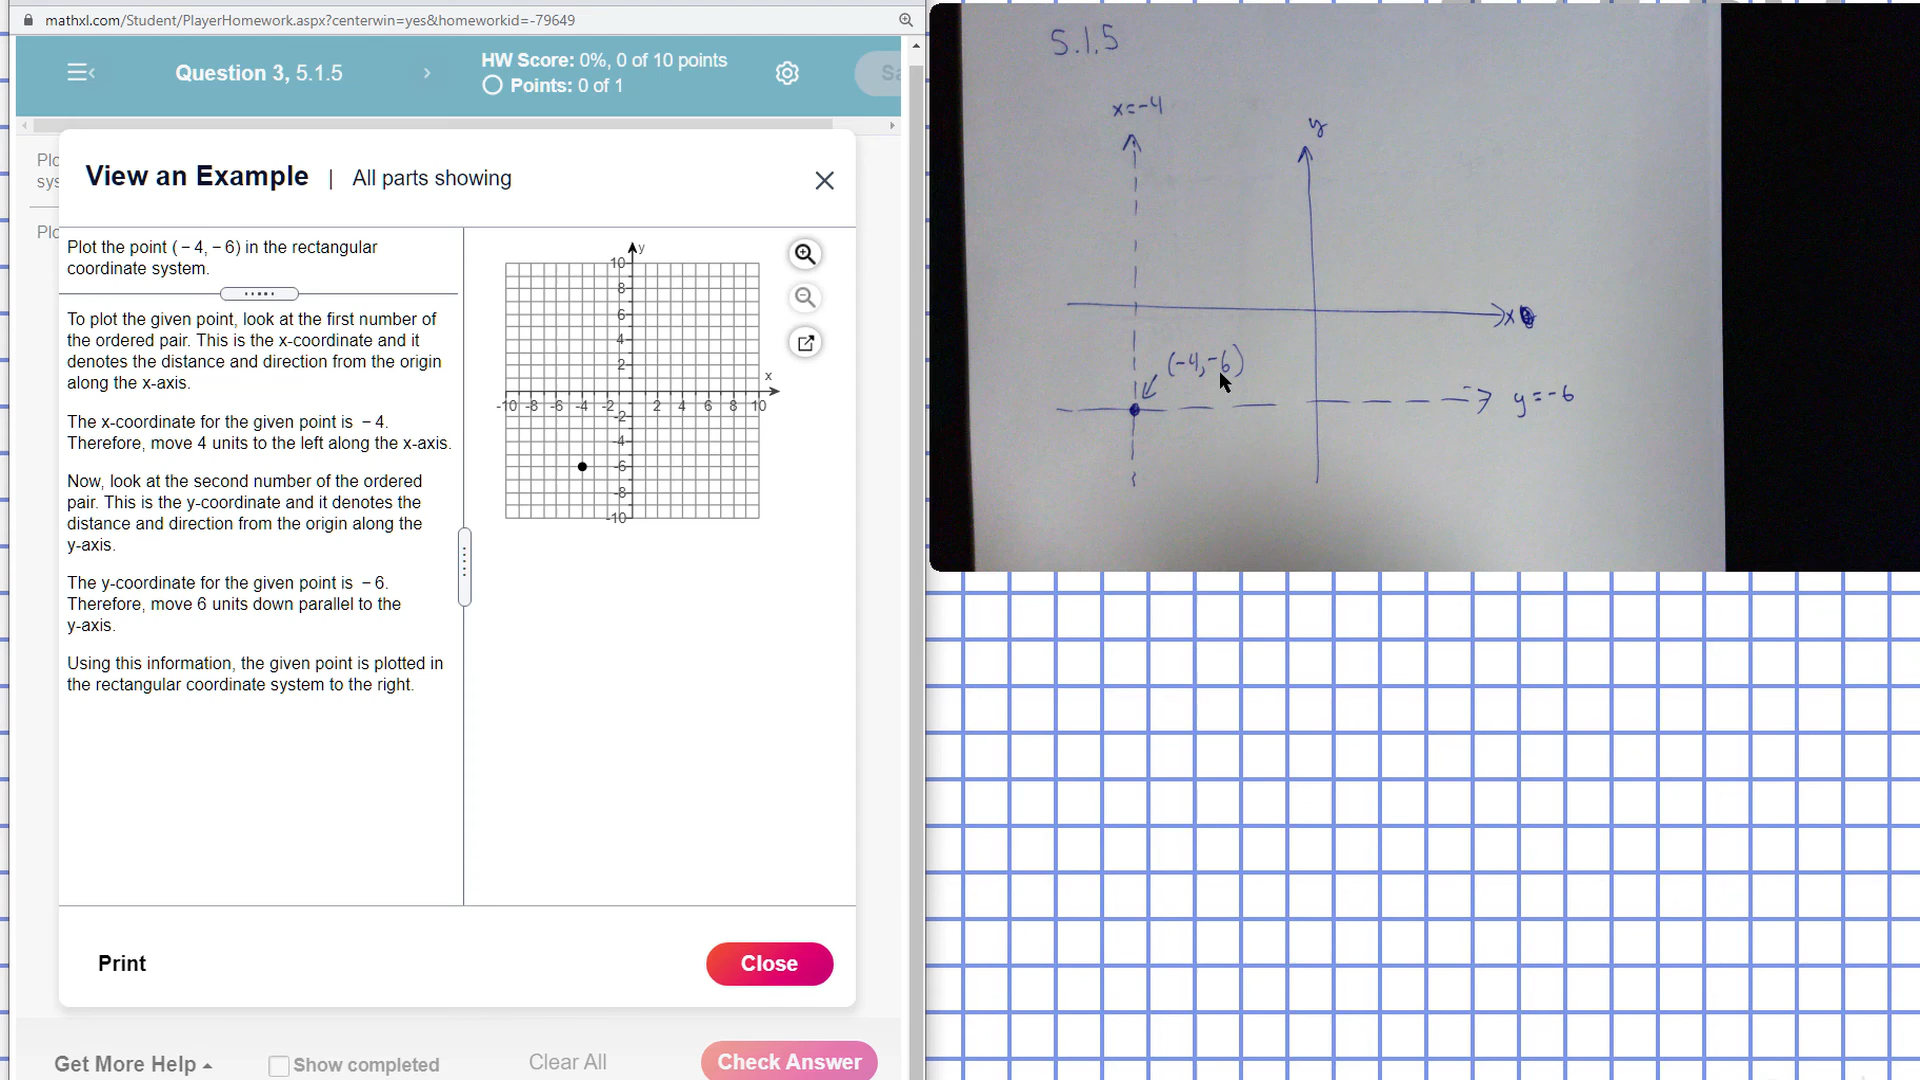 mathxl.com/Student/PlayerHomework.aspx?centerwin=yes&homeworkid=-79649
Question 3, 5.1.5
HW Score: 0%, 0 of 10 points
Points: 0 of 1
Sa
Plo
sys
Plo
View an Example | All parts showing
Plot the point (−4,−6) in the rectangular
coordinate system.
To plot the given point, look at the first number of
the ordered pair. This is the x-coordinate and it
denotes the distance and direction from the origin
along the x-axis.
The x-coordinate for the given point is −4.
Therefore, move 4 units to the left along the x-axis.
Now, look at the second number of the ordered
pair. This is the y-coordinate and it denotes the
distance and direction from the origin along the
y-axis.
The y-coordinate for the given point is −6.
Therefore, move 6 units down parallel to the
y-axis.
Using this information, the given point is plotted in
the rectangular coordinate system to the right.
y
10
8
6
4
2
x
-10 -8 -6 -4 -2 2 4 6 8 10
-2
-4
-6
-8
-10
Print
Close
Get More Help
Show completed
Clear All
Check Answer
5.1.5
x=-4
y
x
(-4,-6)
y=-6